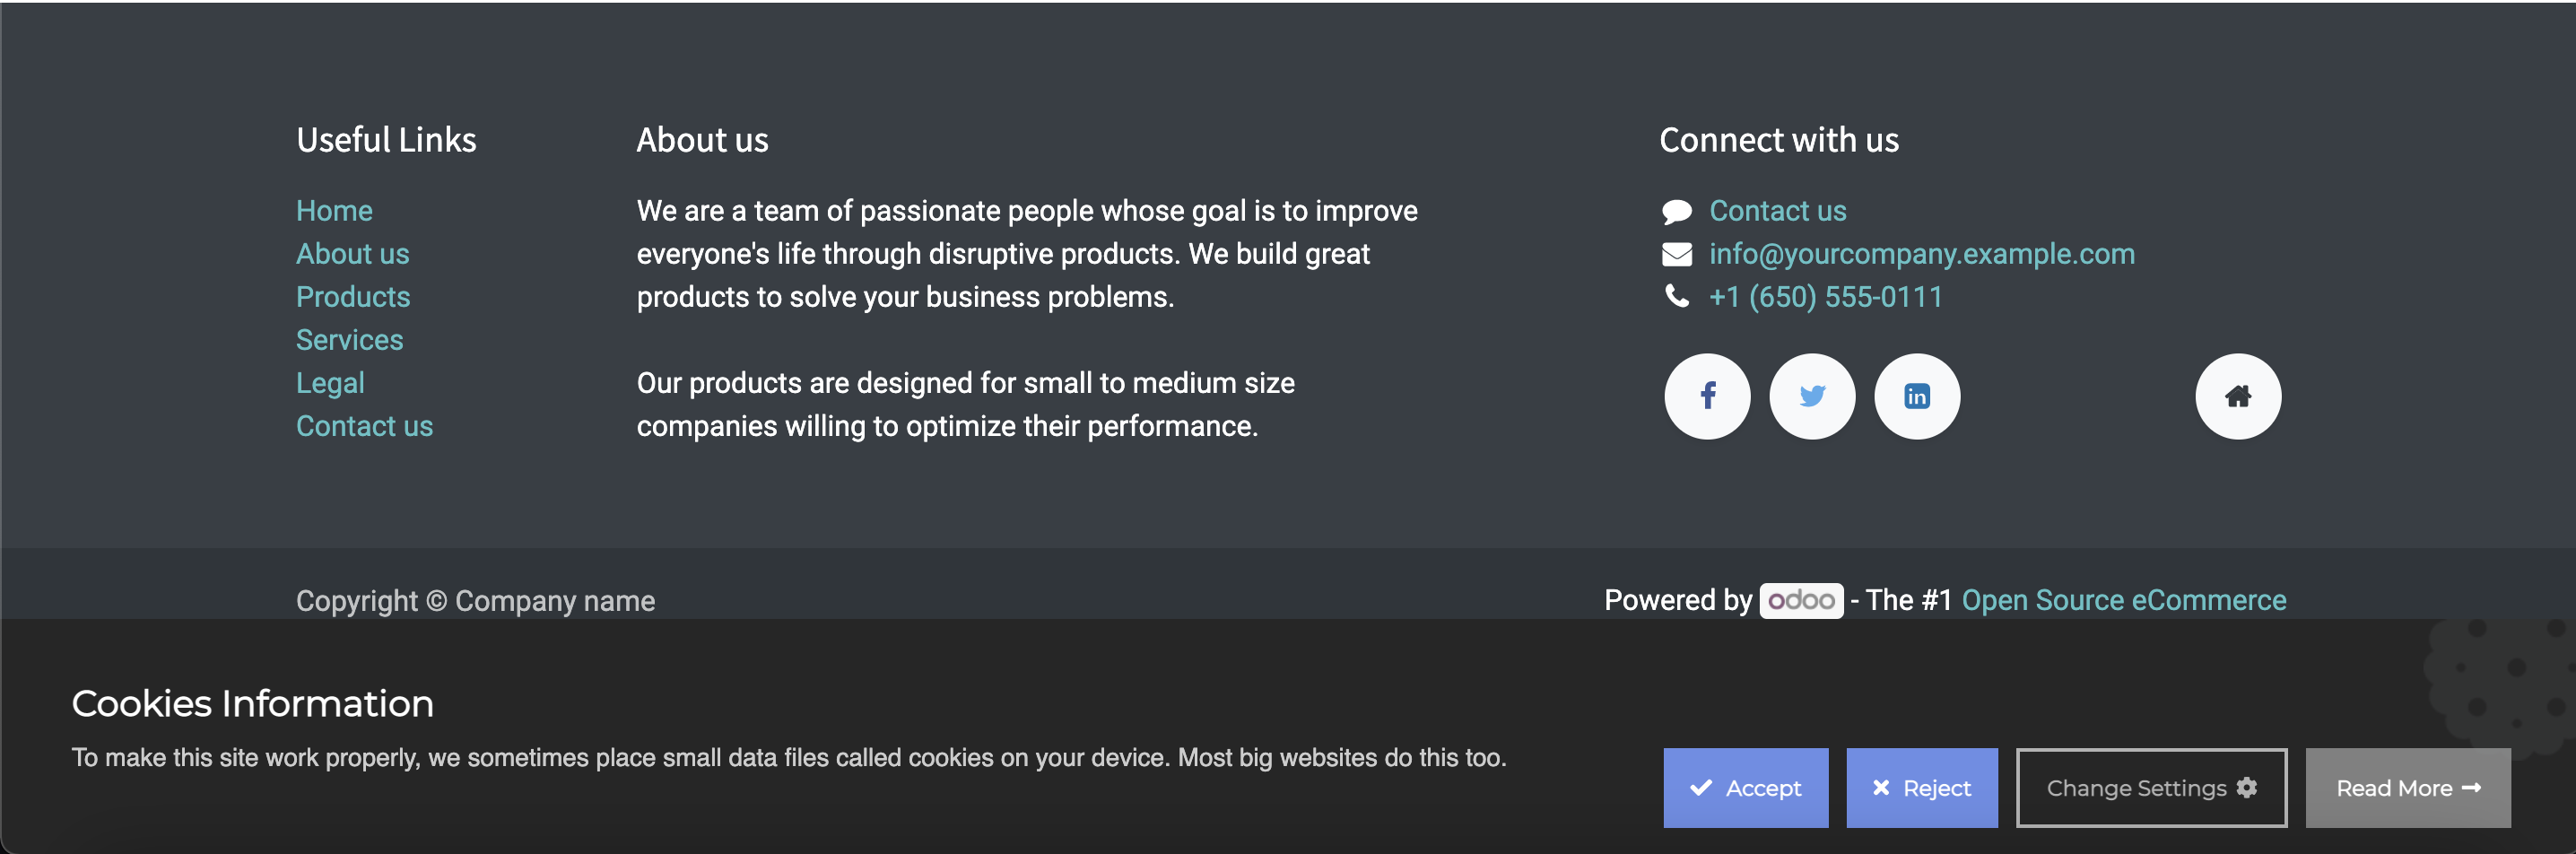 Useful Links
Home
About us
Products
Services
Legal
Contact us
About us
We are a team of passionate people whose goal is to improve
everyone's life through disruptive products. We build great
products to solve your business problems.
Our products are designed for small to medium size
companies willing to optimize their performance.
Connect with us
Contact us
info@yourcompany.example.com
+1 (650) 555-0111
Copyright © Company name
Powered by odoo - The #1 Open Source eCommerce
Cookies Information
To make this site work properly, we sometimes place small data files called cookies on your device. Most big websites do this too.
Accept
Reject
Change Settings
Read More